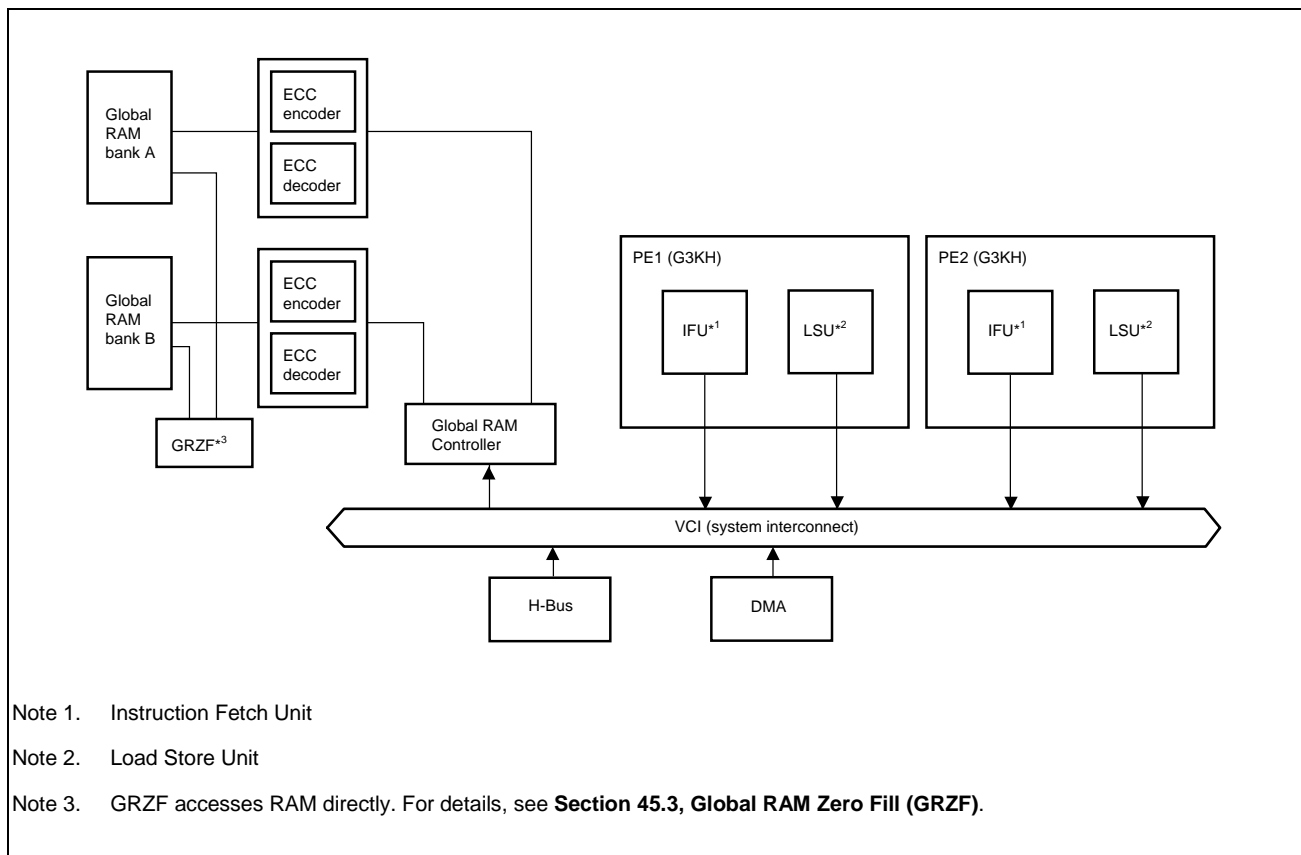 Global
RAM
bank A
ECC
encoder
ECC
decoder
Global
RAM
bank B
ECC
encoder
ECC
decoder
GRZF*3
Global RAM
Controller
PE1 (G3KH)
IFU*1
LSU*2
PE2 (G3KH)
IFU*1
LSU*2
VCI (system interconnect)
H-Bus
DMA
Note 1. Instruction Fetch Unit
Note 2. Load Store Unit
Note 3. GRZF accesses RAM directly. For details, see Section 45.3, Global RAM Zero Fill (GRZF).